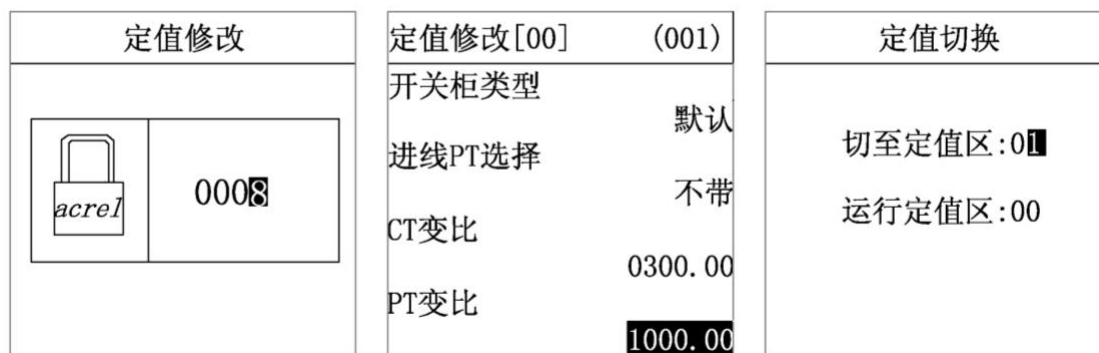 定值修改
acrel
0008
定值修改[00] (001)
开关柜类型
默认
进线PT选择
不带
CT变比
0300.00
PT变比
1000.00
定值切换
切至定值区:01
运行定值区:00